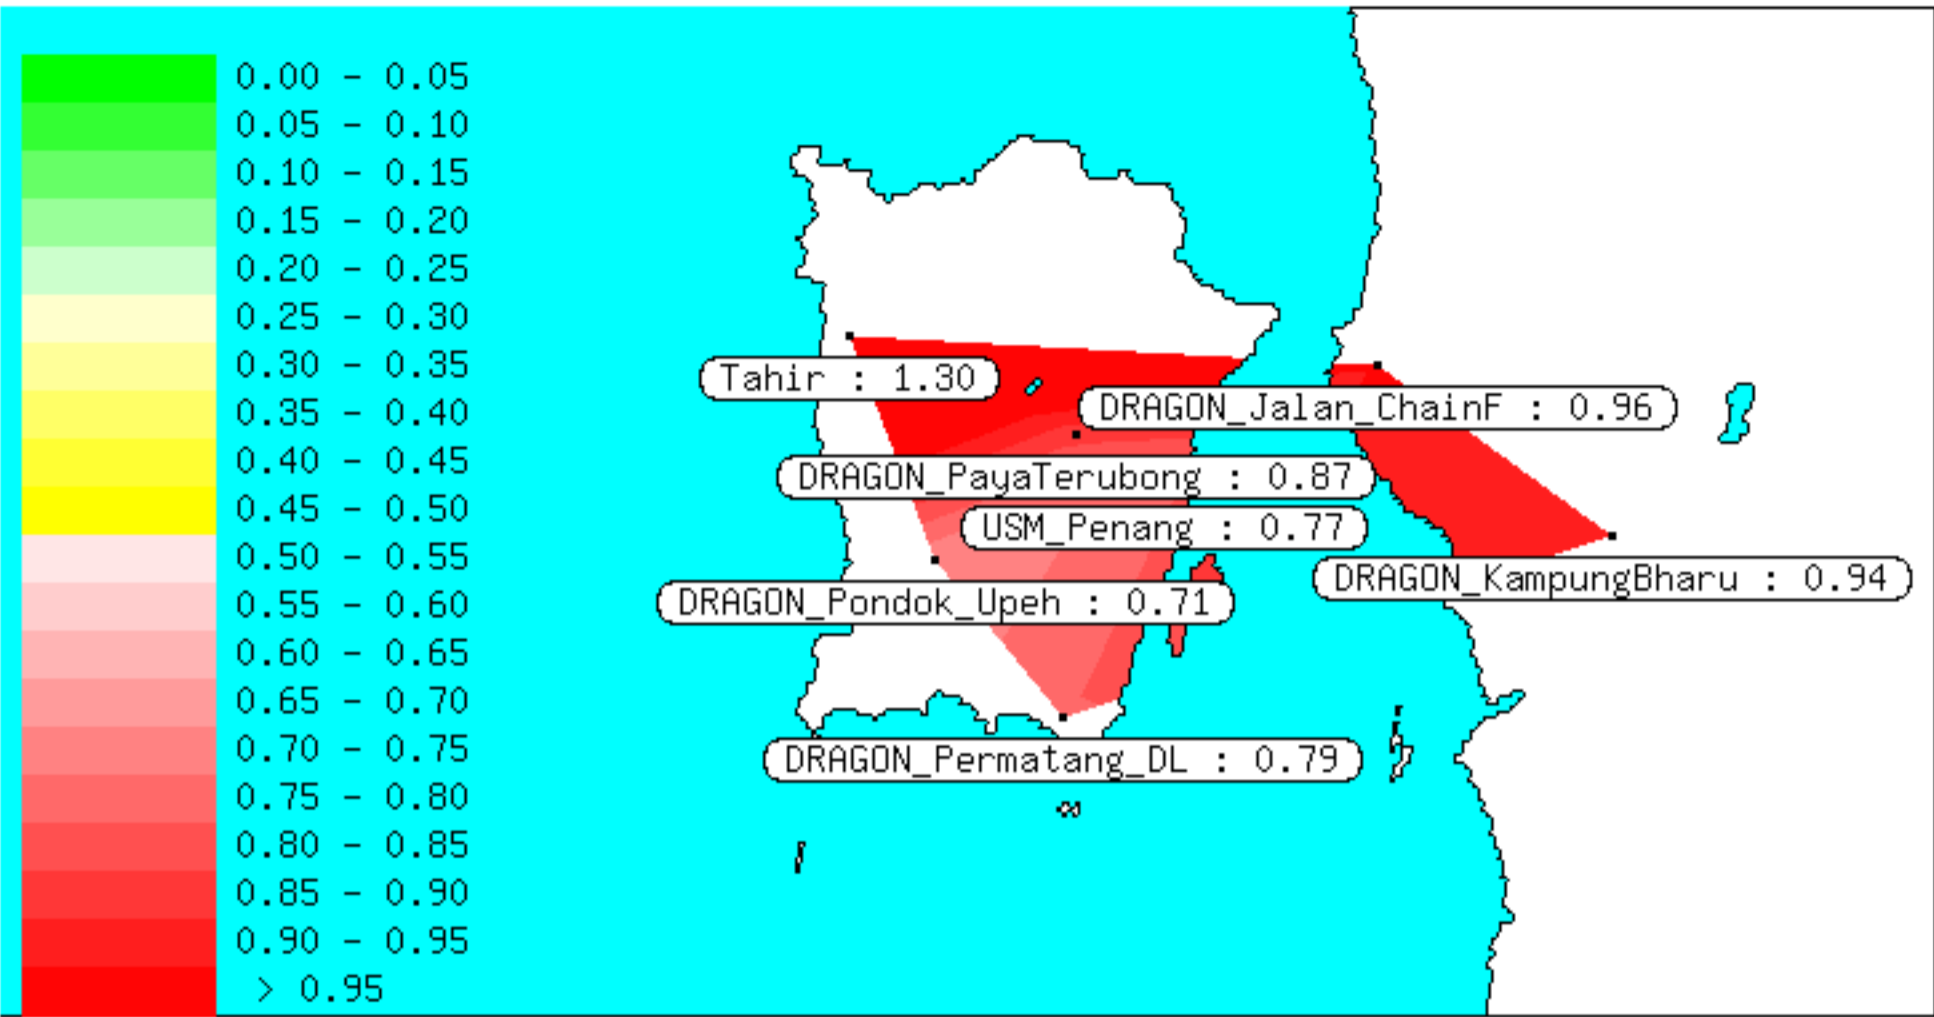 0.00 - 0.05
0.05 - 0.10
0.10 - 0.15
0.15 - 0.20
0.20 - 0.25
0.25 - 0.30
0.30 - 0.35
0.35 - 0.40
0.40 - 0.45
0.45 - 0.50
0.50 - 0.55
0.55 - 0.60
0.60 - 0.65
0.65 - 0.70
0.70 - 0.75
0.75 - 0.80
0.80 - 0.85
0.85 - 0.90
0.90 - 0.95
> 0.95
Tahir : 1.30
DRAGON_Jalan_ChainF : 0.96
DRAGON_PayaTerubong : 0.87
USM_Penang : 0.77
DRAGON_KampungBharu : 0.94
DRAGON_Pondok_Upeh : 0.71
DRAGON_Permatang_DL : 0.79